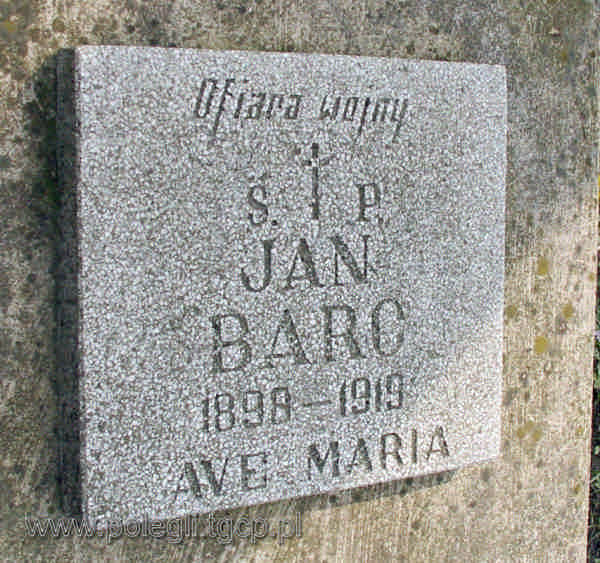 Ofiara wojny
Ś. P.
JAN
BARC
1898-1919
AVE MARIA
www.polegli.tgcp.pl